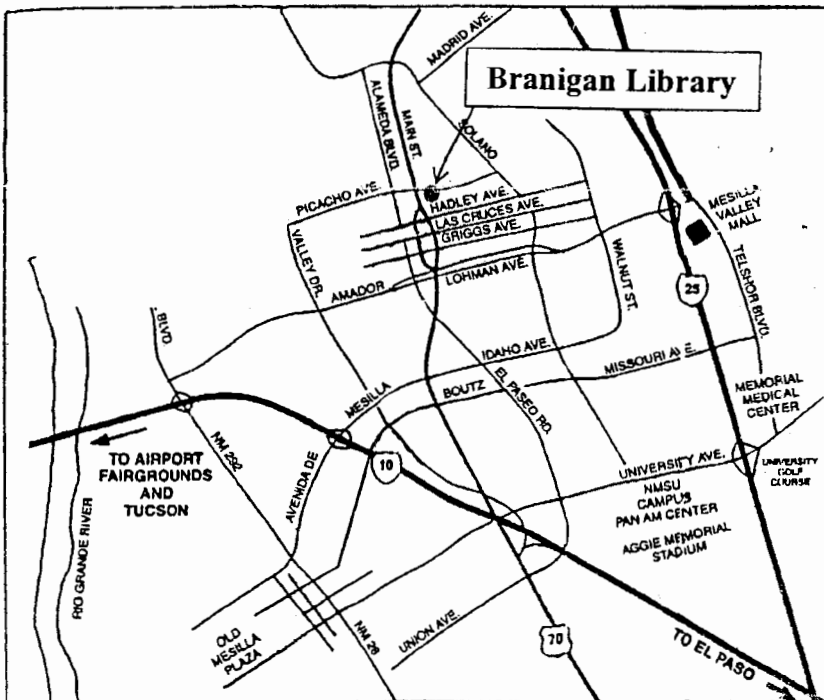 MADRID AVE.
Branigan Library
ALAMEDA BLVD.
MAIN ST.
SOLANO
PICACHO AVE.
HADLEY AVE.
LAS CRUCES AVE.
GRIGGS AVE.
MESILLA
VALLEY
MALL
VALLEY DR.
LOHMAN AVE.
AMADOR
WALNUT ST.
TELSHOR BLVD.
25
BLVD.
IDAHO AVE.
MISSOURI AVE.
MESILLA
BOUTZ
EL PASEO RD.
MEMORIAL
MEDICAL
CENTER
TO AIRPORT
FAIRGROUNDS
AND
TUCSON
NM 292
AVENIDA DE
10
UNIVERSITY AVE.
UNIVERSITY
GOLF
COURSE
NMSU
CAMPUS
PAN AM CENTER
AGGIE MEMORIAL
STADIUM
RIO GRANDE RIVER
OLD
MESILLA
PLAZA
NM 28
UNION AVE.
70
TO EL PASO